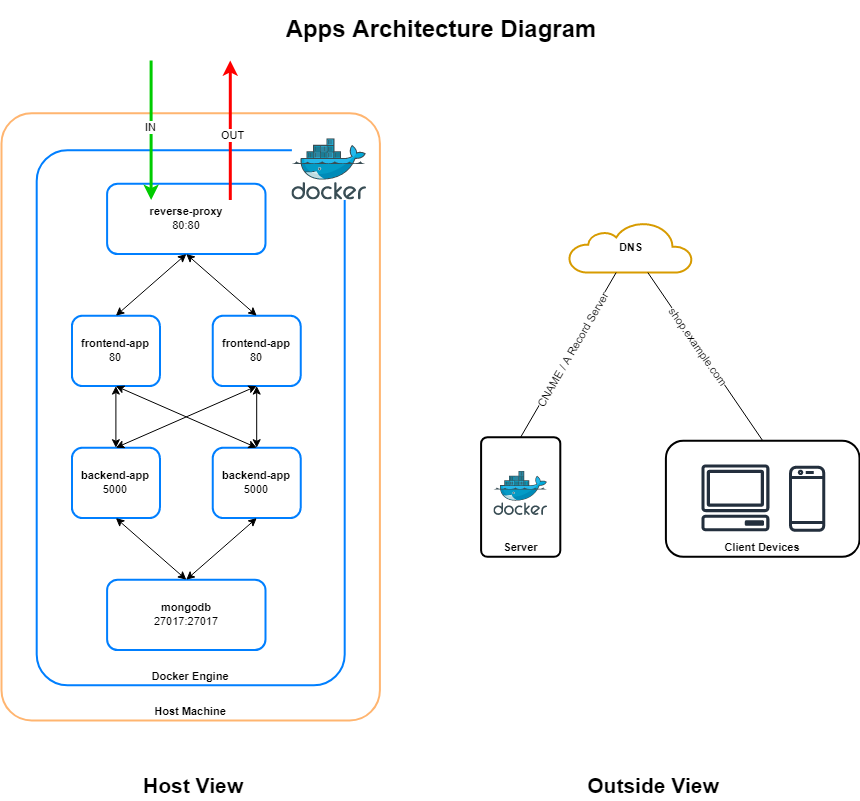 Apps Architecture Diagram
IN
OUT
docker
reverse-proxy
80:80
frontend-app
80
frontend-app
80
backend-app
5000
backend-app
5000
mongodb
27017:27017
Docker Engine
Host Machine
Host View
DNS
CNAME / A Record Server
shop.example.com
docker
Server
Client Devices
Outside View